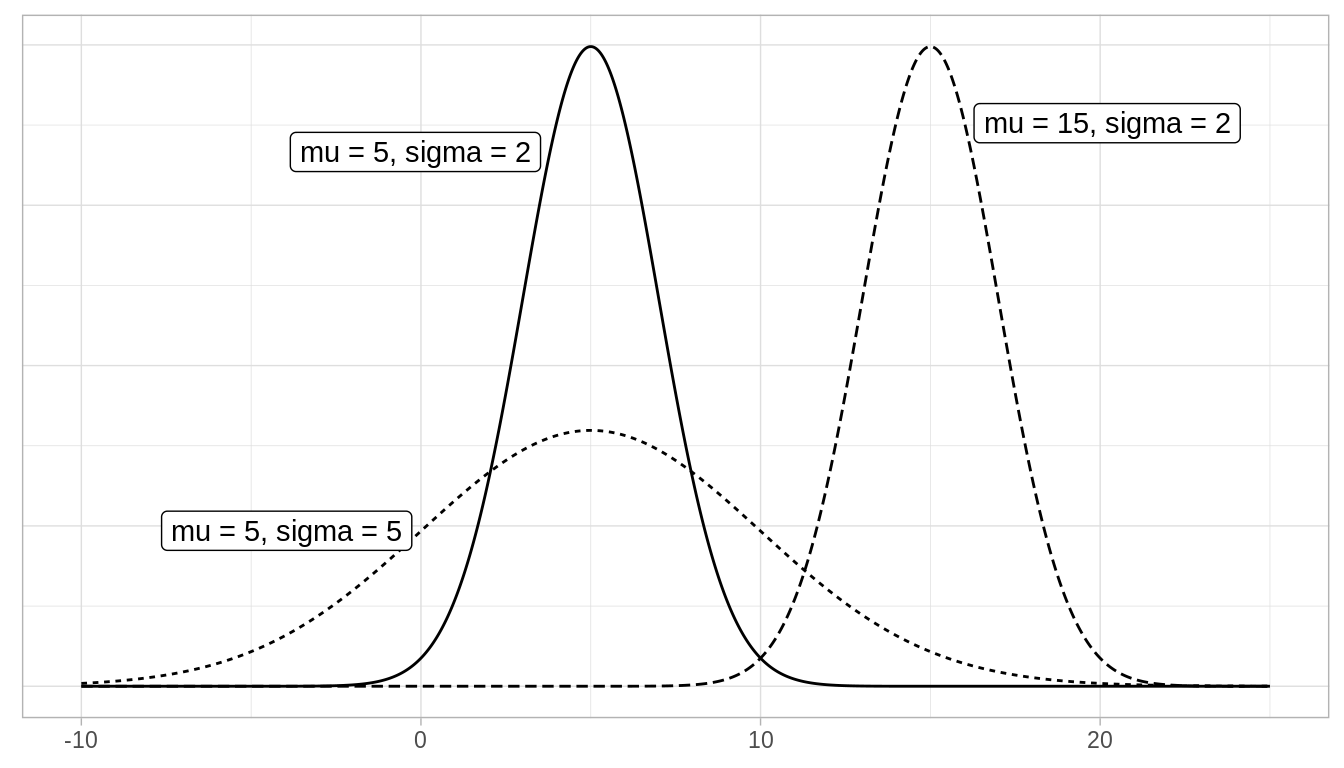 mu = 15, sigma = 2
mu = 5, sigma = 2
mu = 5, sigma = 5
-10 0 10 20